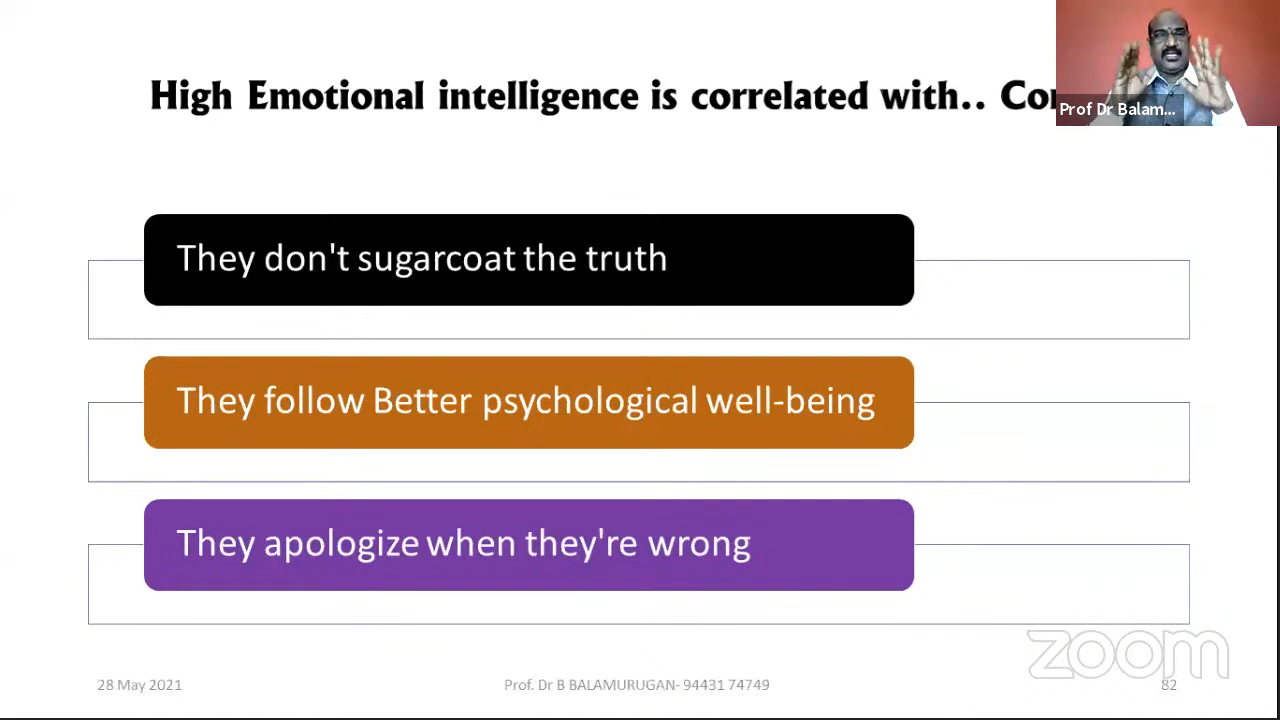 High Emotional intelligence is correlated with..
Prof Dr Balam...
They don't sugarcoat the truth
They follow Better psychological well-being
They apologize when they're wrong
zoom
28 May 2021
Prof. Dr B BALAMURUGAN- 94431 74749
82